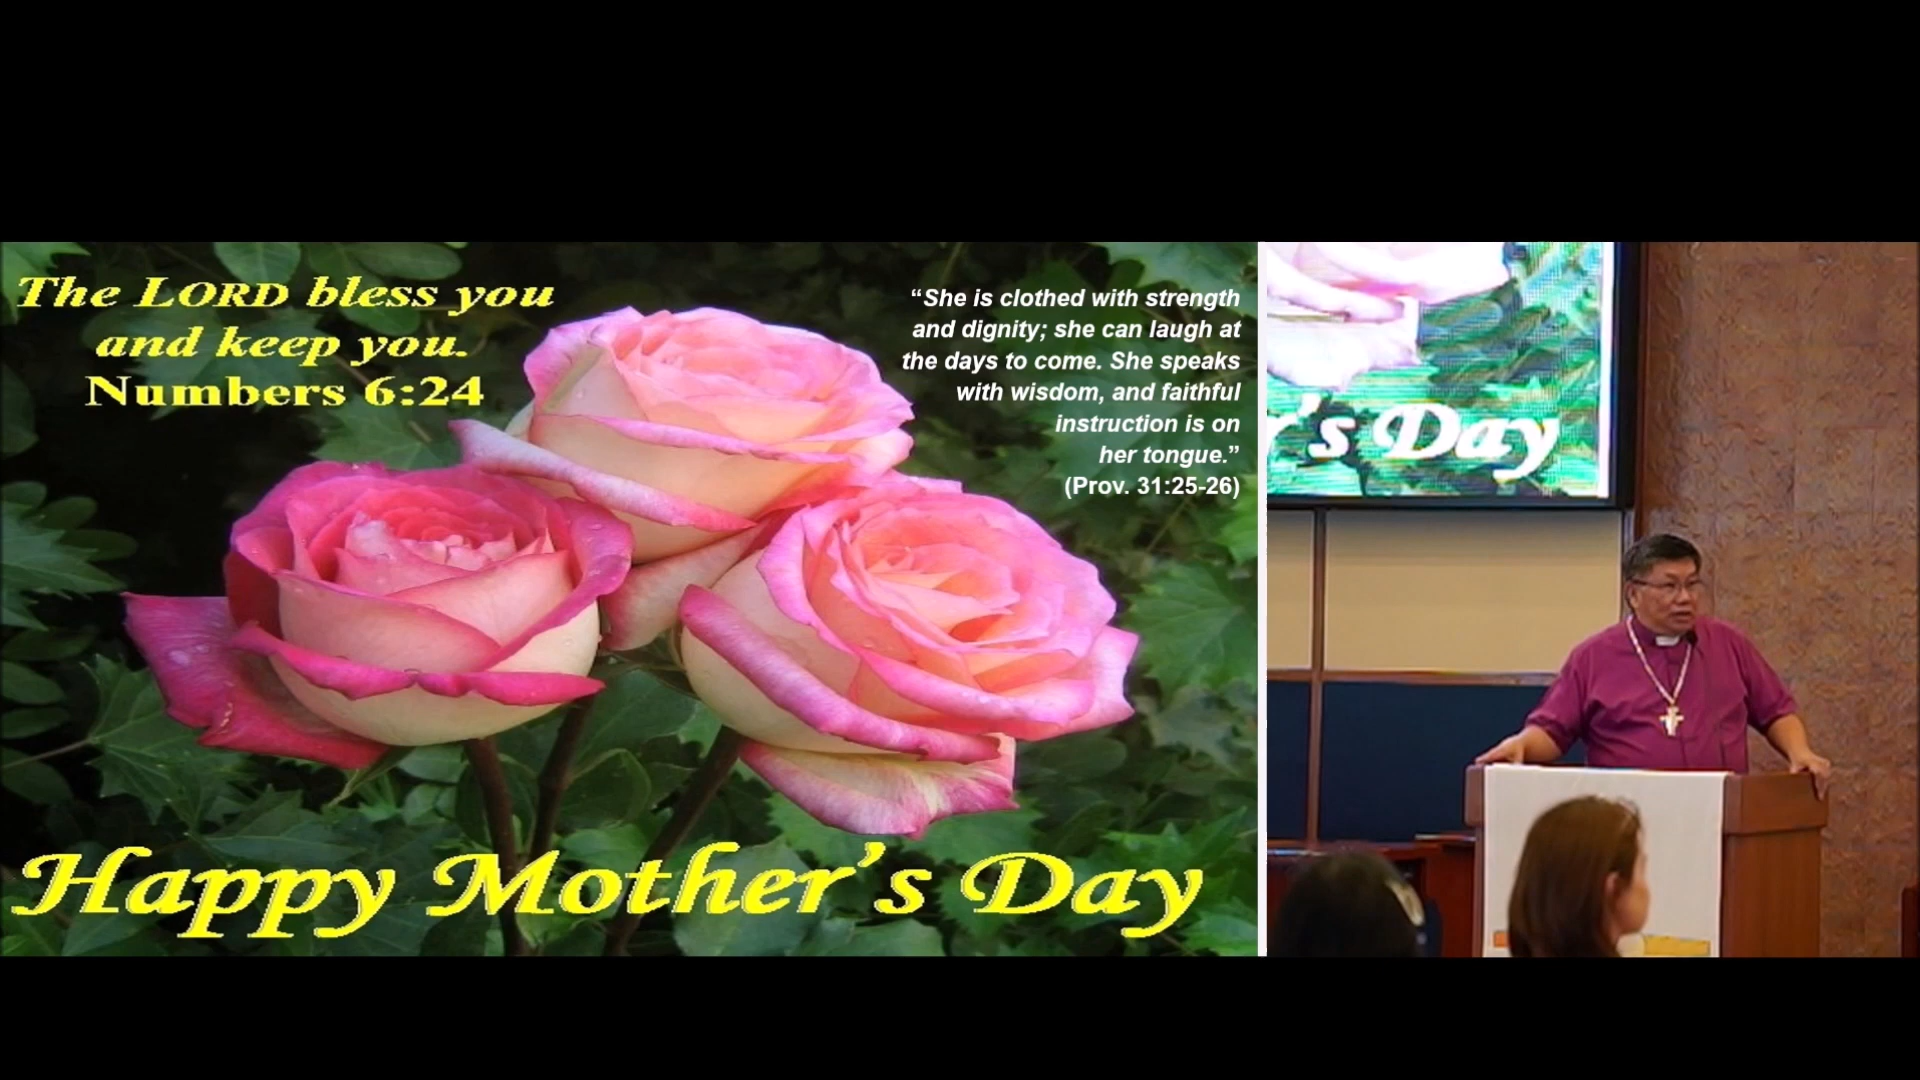 The LORD bless you
and keep you.
Numbers 6:24
“She is clothed with strength
and dignity; she can laugh at
the days to come. She speaks
with wisdom, and faithful
instruction is on
her tongue.”
(Prov. 31:25-26)
Happy Mother’s Day
r’s Day